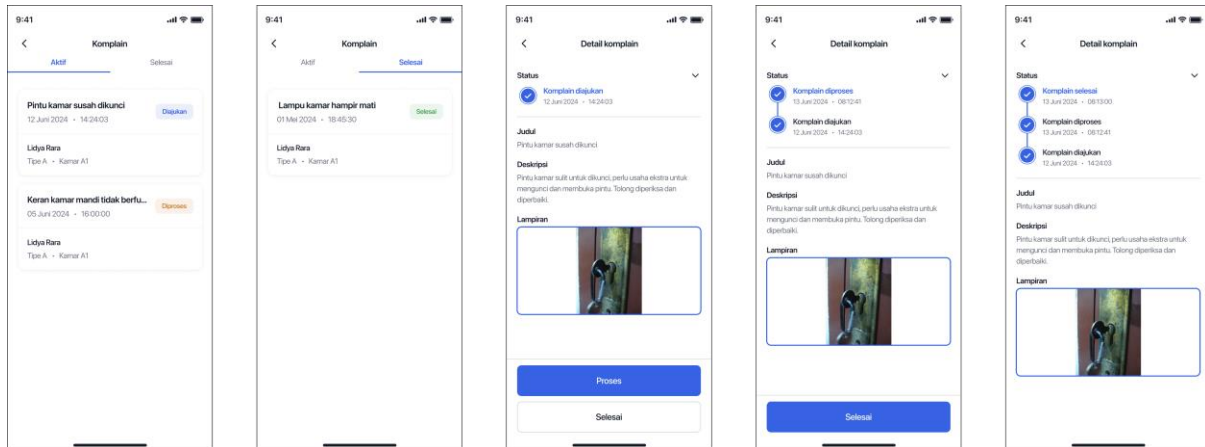 9:41
Komplain
Aktif
Selesai
Pintu kamar susah dikunci
Diajukan
12 Juni 2024 • 14:24:03
Lidya Rara
Tipe A • Kamar A1
Keran kamar mandi tidak berfu...
Diproses
05 Juni 2024 • 16:00:00
Lidya Rara
Tipe A • Kamar A1
9:41
Komplain
Aktif
Selesai
Lampu kamar hampir mati
Selesai
01 Mei 2024 • 18:45:30
Lidya Rara
Tipe A • Kamar A1
9:41
Detail komplain
Status
Komplain diajukan
12 Juni 2024 • 14:24:03
Judul
Pintu kamar susah dikunci
Deskripsi
Pintu kamar sulit untuk dikunci, perlu usaha ekstra untuk
mengunci dan membuka pintu. Tolong diperiksa dan
diperbaiki.
Lampiran
Proses
Selesai
9:41
Detail komplain
Status
Komplain diproses
13 Juni 2024 • 08:12:41
Komplain diajukan
12 Juni 2024 • 14:24:03
Judul
Pintu kamar susah dikunci
Deskripsi
Pintu kamar sulit untuk dikunci, perlu usaha ekstra untuk
mengunci dan membuka pintu. Tolong diperiksa dan
diperbaiki.
Lampiran
Selesai
9:41
Detail komplain
Status
Komplain selesai
13 Juni 2024 • 08:13:00
Komplain diproses
13 Juni 2024 • 08:12:41
Komplain diajukan
12 Juni 2024 • 14:24:03
Judul
Pintu kamar susah dikunci
Deskripsi
Pintu kamar sulit untuk dikunci, perlu usaha ekstra untuk
mengunci dan membuka pintu. Tolong diperiksa dan
diperbaiki.
Lampiran